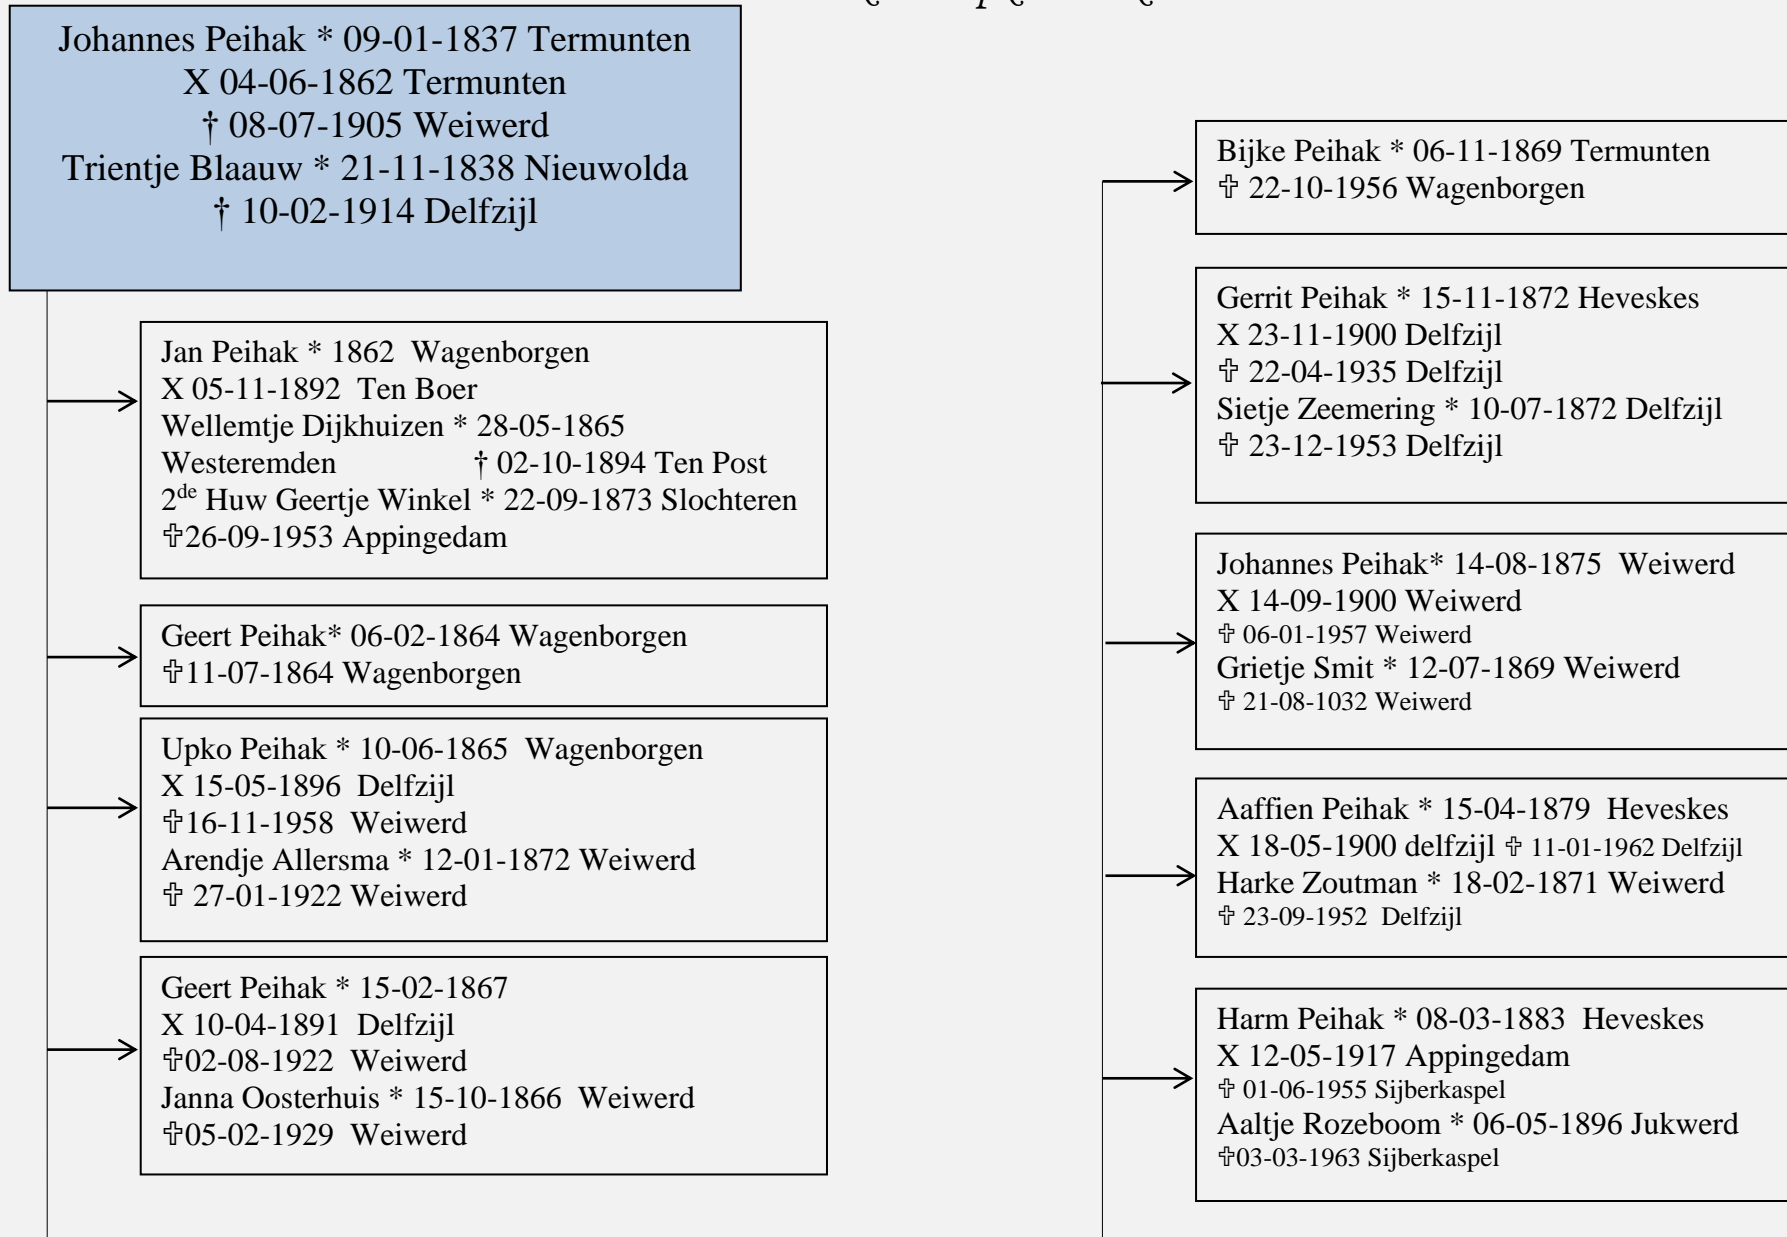 Johannes Peihak * 09-01-1837 Termunten
X 04-06-1862 Termunten
† 08-07-1905 Weiwerd
Trientje Blaauw * 21-11-1838 Nieuwolda
† 10-02-1914 Delfzijl
Jan Peihak * 1862 Wagenborgen
X 05-11-1892 Ten Boer
Wellemtje Dijkhuizen * 28-05-1865
Westeremden † 02-10-1894 Ten Post
2de Huw Geertje Winkel * 22-09-1873 Slochteren
✞26-09-1953 Appingedam
Geert Peihak* 06-02-1864 Wagenborgen
✞11-07-1864 Wagenborgen
Upko Peihak * 10-06-1865 Wagenborgen
X 15-05-1896 Delfzijl
✞16-11-1958 Weiwerd
Arendje Allersma * 12-01-1872 Weiwerd
✞ 27-01-1922 Weiwerd
Geert Peihak * 15-02-1867
X 10-04-1891 Delfzijl
✞02-08-1922 Weiwerd
Janna Oosterhuis * 15-10-1866 Weiwerd
✞05-02-1929 Weiwerd
Bijke Peihak * 06-11-1869 Termunten
✞ 22-10-1956 Wagenborgen
Gerrit Peihak * 15-11-1872 Heveskes
X 23-11-1900 Delfzijl
✞ 22-04-1935 Delfzijl
Sietje Zeemering * 10-07-1872 Delfzijl
✞ 23-12-1953 Delfzijl
Johannes Peihak* 14-08-1875 Weiwerd
X 14-09-1900 Weiwerd
✞ 06-01-1957 Weiwerd
Grietje Smit * 12-07-1869 Weiwerd
✞ 21-08-1032 Weiwerd
Aaffien Peihak * 15-04-1879 Heveskes
X 18-05-1900 delfzijl ✞ 11-01-1962 Delfzijl
Harke Zoutman * 18-02-1871 Weiwerd
✞ 23-09-1952 Delfzijl
Harm Peihak * 08-03-1883 Heveskes
X 12-05-1917 Appingedam
✞ 01-06-1955 Sijberkaspel
Aaltje Rozeboom * 06-05-1896 Jukwerd
✞03-03-1963 Sijberkaspel